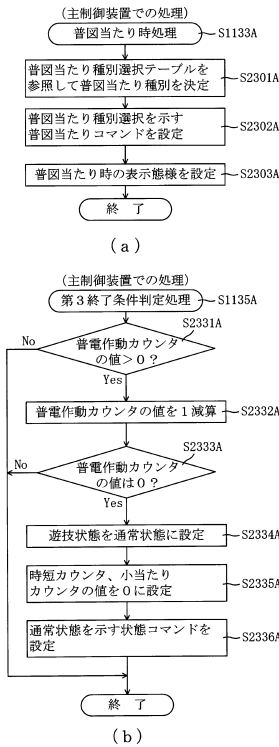 (主制御装置での処理)
普図当たり時処理
S1133A
普図当たり種別選択テーブルを
参照して普図当たり種別を決定
S2301A
普図当たり種別選択を示す
普図当たりコマンドを設定
S2302A
普図当たり時の表示態様を設定
S2303A
終 了
(a)
(主制御装置での処理)
第3終了条件判定処理
S1135A
S2331A
No
普電作動カウンタ
の値>0?
Yes
普電作動カウンタの値を1減算
S2332A
S2333A
No
普電作動カウンタ
の値は0?
Yes
遊技状態を通常状態に設定
S2334A
時短カウンタ、小当たり
カウンタの値を0に設定
S2335A
通常状態を示す状態コマンドを
設定
S2336A
終 了
(b)